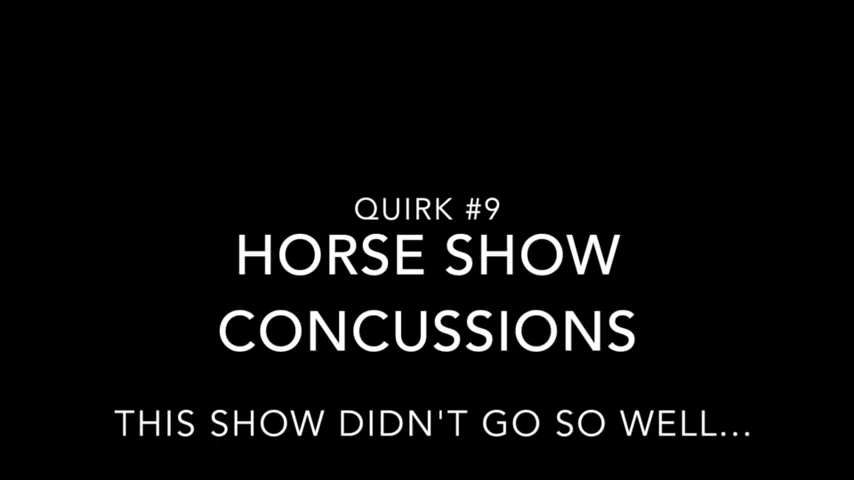 QUIRK #9
HORSE SHOW
CONCUSSIONS
THIS SHOW DIDN'T GO SO WELL...